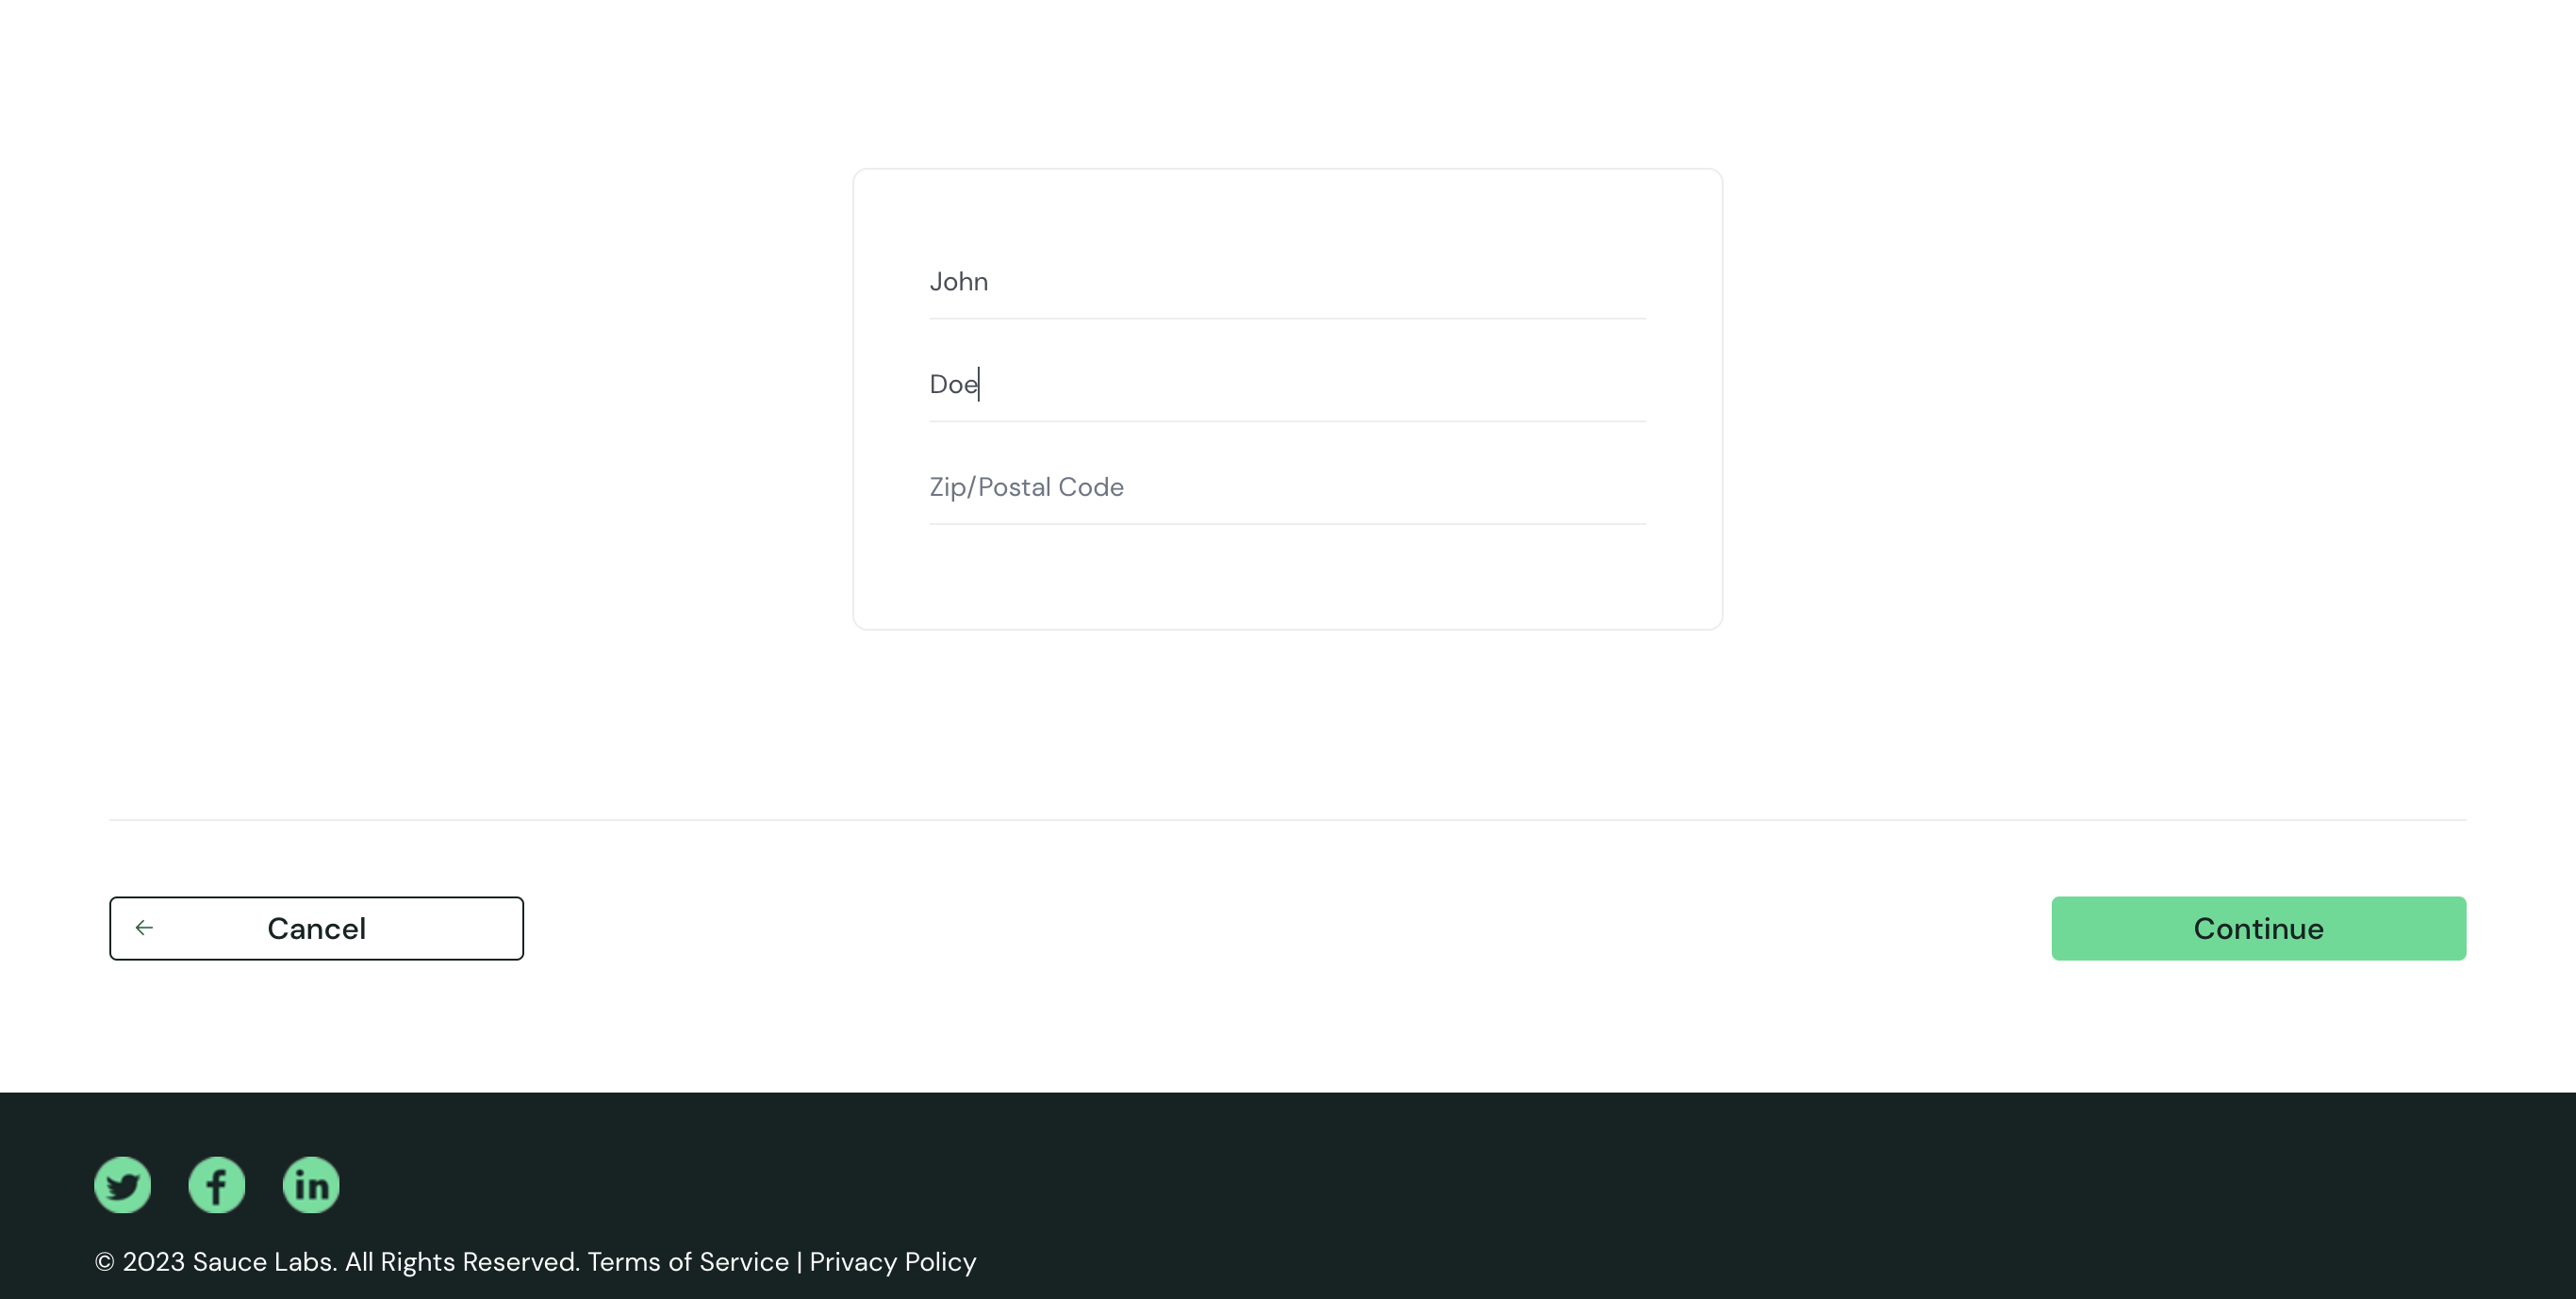 John
Doe
Zip/Postal Code
Cancel
Continue
© 2023 Sauce Labs. All Rights Reserved. Terms of Service | Privacy Policy